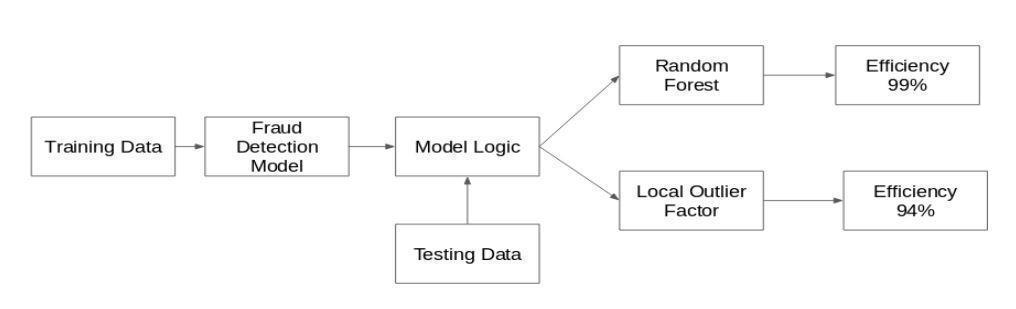 Training Data
Fraud
Detection
Model
Model Logic
Testing Data
Random
Forest
Efficiency
99%
Local Outlier
Factor
Efficiency
94%